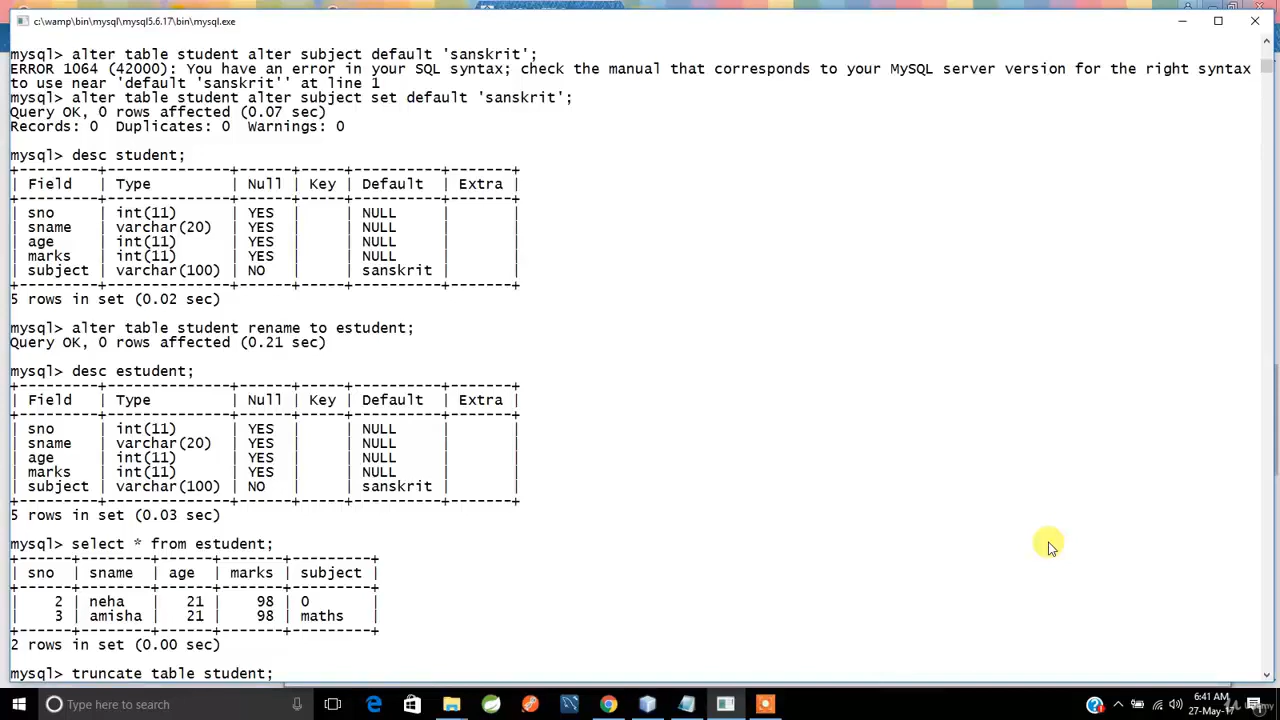 c:\wamp\bin\mysql\mysql5.6.17\bin\mysql.exe
mysql> alter table student alter subject default 'sanskrit';
ERROR 1064 (42000): You have an error in your SQL syntax; check the manual that corresponds to your MySQL server version for the right syntax
to use near 'default 'sanskrit'' at line 1
mysql> alter table student alter subject set default 'sanskrit';
Query OK, 0 rows affected (0.07 sec)
Records: 0  Duplicates: 0  Warnings: 0
mysql> desc student;
+---------+--------------+------+-----+----------+-------+
| Field   | Type         | Null | Key | Default  | Extra |
+---------+--------------+------+-----+----------+-------+
| sno     | int(11)      | YES  |     | NULL     |       |
| sname   | varchar(20)  | YES  |     | NULL     |       |
| age     | int(11)      | YES  |     | NULL     |       |
| marks   | int(11)      | YES  |     | NULL     |       |
| subject | varchar(100) | NO   |     | sanskrit |       |
+---------+--------------+------+-----+----------+-------+
5 rows in set (0.02 sec)
mysql> alter table student rename to estudent;
Query OK, 0 rows affected (0.21 sec)
mysql> desc estudent;
+---------+--------------+------+-----+----------+-------+
| Field   | Type         | Null | Key | Default  | Extra |
+---------+--------------+------+-----+----------+-------+
| sno     | int(11)      | YES  |     | NULL     |       |
| sname   | varchar(20)  | YES  |     | NULL     |       |
| age     | int(11)      | YES  |     | NULL     |       |
| marks   | int(11)      | YES  |     | NULL     |       |
| subject | varchar(100) | NO   |     | sanskrit |       |
+---------+--------------+------+-----+----------+-------+
5 rows in set (0.03 sec)
mysql> select * from estudent;
+------+--------+------+-------+---------+
| sno  | sname  | age  | marks | subject |
+------+--------+------+-------+---------+
|    2 | neha   |   21 |    98 | 0       |
|    3 | amisha |   21 |    98 | maths   |
+------+--------+------+-------+---------+
2 rows in set (0.00 sec)
mysql> truncate table student;
Type here to search
6:41 AM
27-May-17